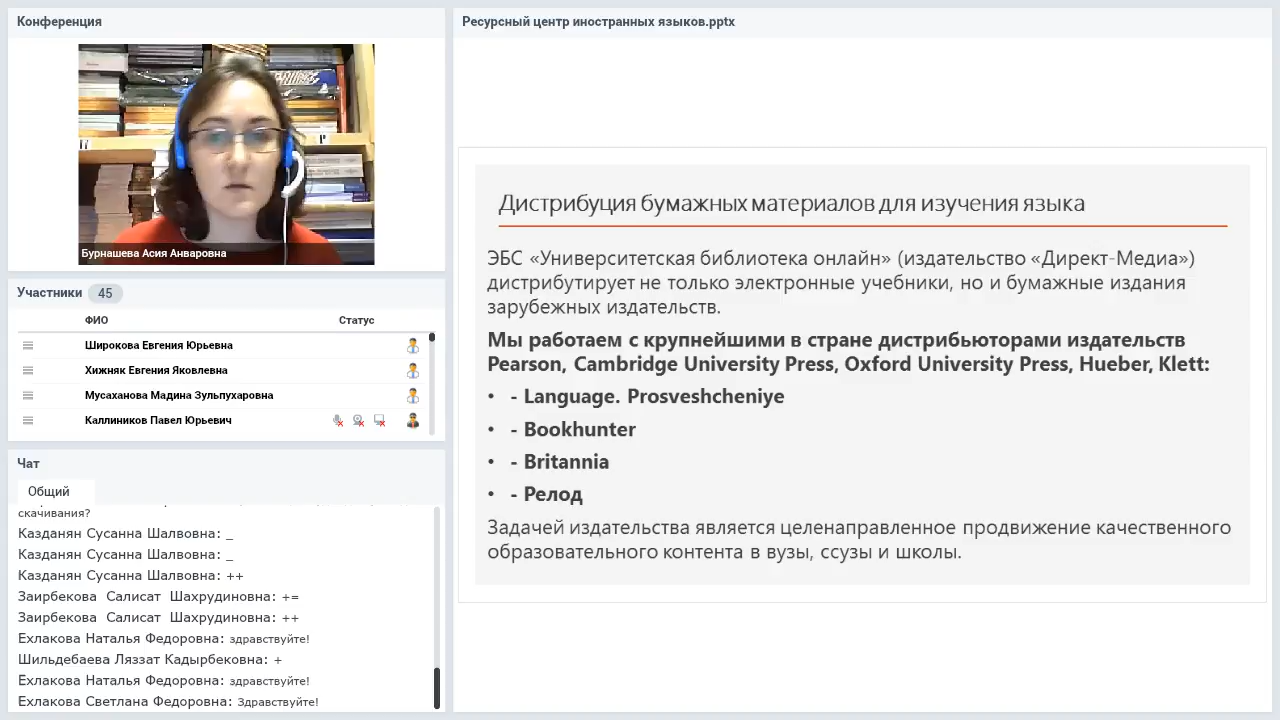 Конференция
Бурнашева Асия Анваровна
Участники 45
ФИО Статус
Широкова Евгения Юрьевна
Хижняк Евгения Яковлевна
Мусаханова Мадина Зульпухаровна
Каллиников Павел Юрьевич
Чат
Общий
скачивания?
Казданян Сусанна Шалвовна: _
Казданян Сусанна Шалвовна: _
Казданян Сусанна Шалвовна: ++
Заирбекова Салисат Шахрудиновна: +=
Заирбекова Салисат Шахрудиновна: ++
Ехлакова Наталья Федоровна: здравствуйте!
Шильдебаева Ляззат Кадырбековна: +
Ехлакова Наталья Федоровна: здравствуйте!
Ехлакова Светлана Федоровна: Здравствуйте!
Ресурсный центр иностранных языков.pptx
Дистрибуция бумажных материалов для изучения языка
ЭБС «Университетская библиотека онлайн» (издательство «Директ-Медиа»)
дистрибутирует не только электронные учебники, но и бумажные издания
зарубежных издательств.
Мы работаем с крупнейшими в стране дистрибьюторами издательств
Pearson, Cambridge University Press, Oxford University Press, Hueber, Klett:
• - Language. Prosveshcheniye
• - Bookhunter
• - Britannia
• - Релод
Задачей издательства является целенаправленное продвижение качественного
образовательного контента в вузы, ссузы и школы.